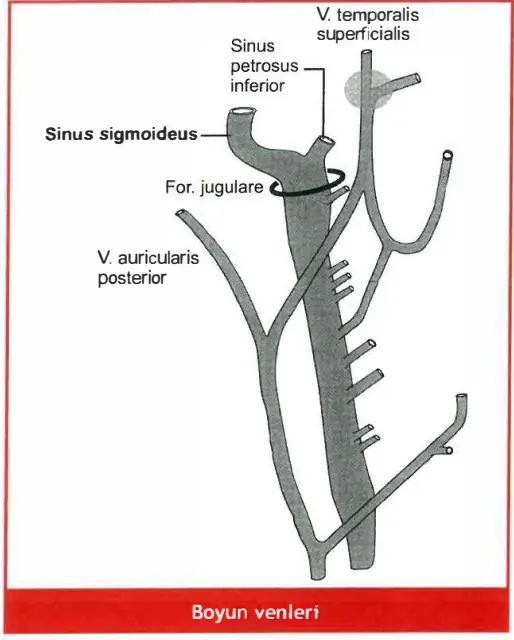 V. temporalis
superficialis
Sinus
petrosus
inferior
Sinus sigmoideus
For. jugulare
V. auricularis
posterior
Boyun venleri